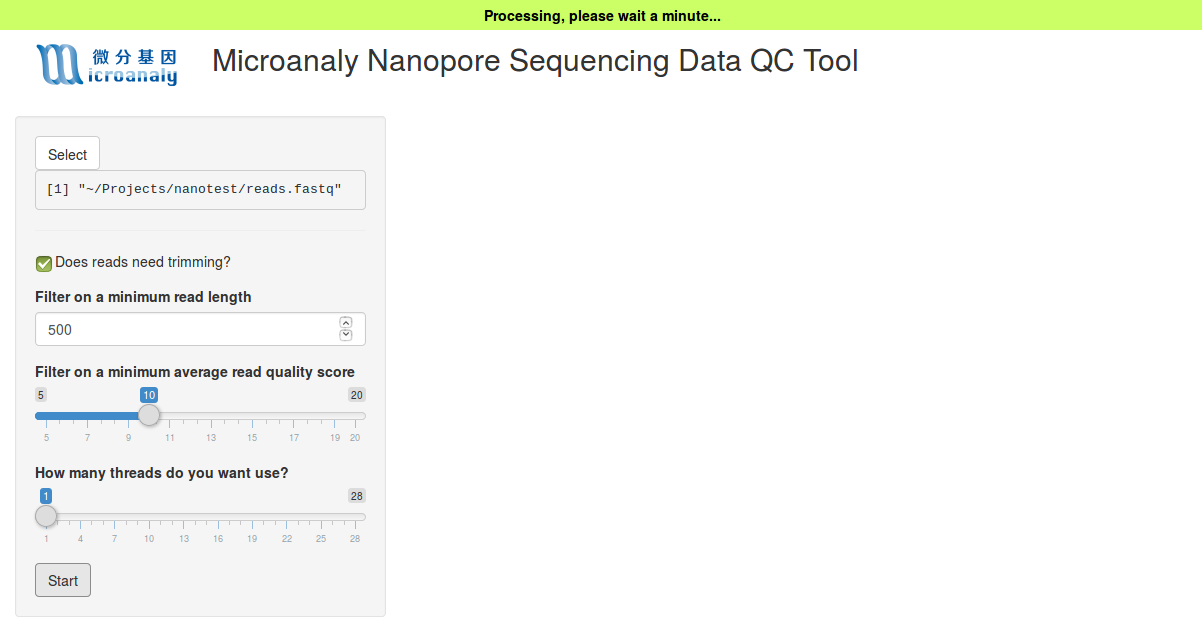 Processing, please wait a minute...
微分基因
icroanaly
Microanaly Nanopore Sequencing Data QC Tool
Select
[1] "~/Projects/nanotest/reads.fastq"
Does reads need trimming?
Filter on a minimum read length
500
Filter on a minimum average read quality score
5 10 20
5 7 9 11 13 15 17 19 20
How many threads do you want use?
1 28
1 4 7 10 13 16 19 22 25 28
Start